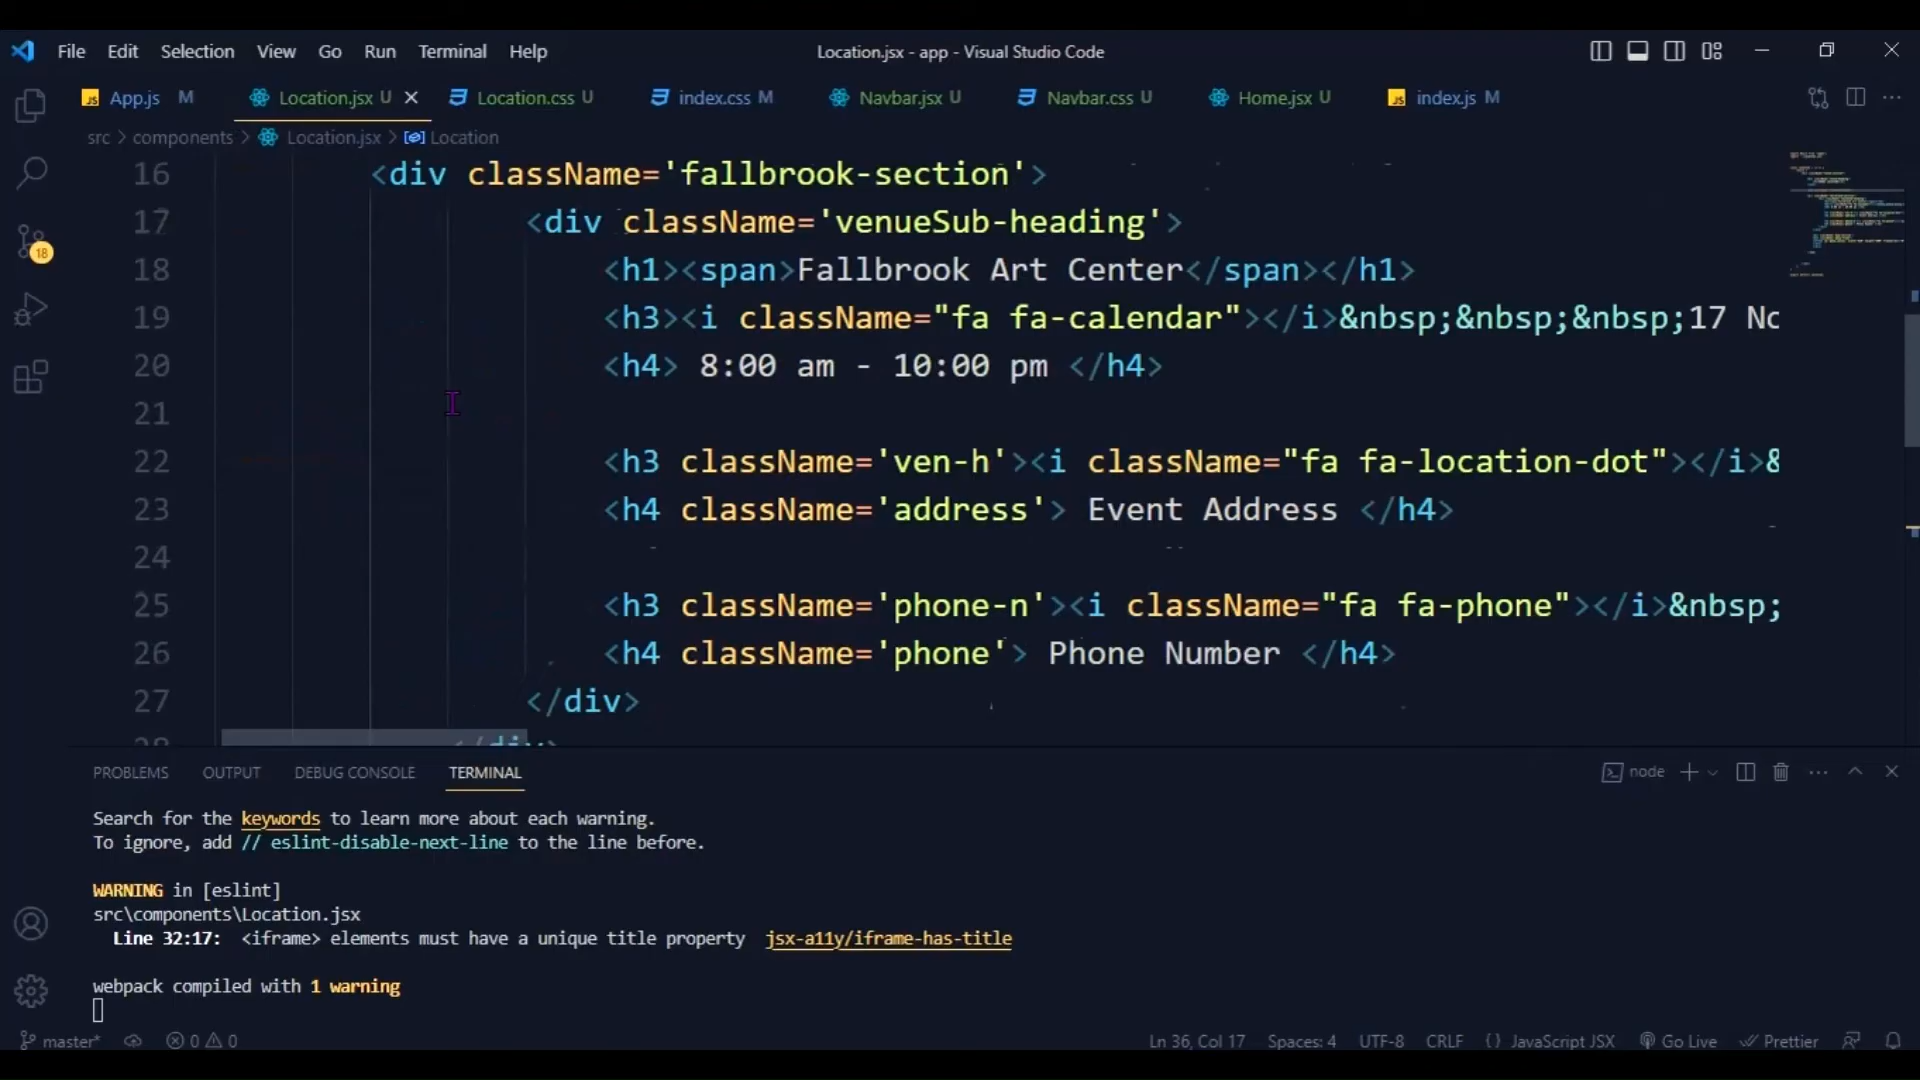 File Edit Selection View Go Run Terminal Help Location.jsx - app - Visual Studio Code
App.js M Location.jsx U Location.css U index.css M Navbar.jsx U Navbar.css U Home.jsx U index.js M
src > components > Location.jsx > Location
16 <div className='fallbrook-section'>
17 <div className='venueSub-heading'>
18 <h1><span>Fallbrook Art Center</span></h1>
19 <h3><i className="fa fa-calendar"></i>&nbsp;&nbsp;&nbsp;17 No
20 <h4> 8:00 am - 10:00 pm </h4>
21
22 <h3 className='ven-h'><i className="fa fa-location-dot"></i>&
23 <h4 className='address'> Event Address </h4>
24
25 <h3 className='phone-n'><i className="fa fa-phone"></i>&nbsp;
26 <h4 className='phone'> Phone Number </h4>
27 </div>
28 </div>
18
PROBLEMS OUTPUT DEBUG CONSOLE TERMINAL node
Search for the keywords to learn more about each warning.
To ignore, add // eslint-disable-next-line to the line before.
WARNING in [eslint]
src\components\Location.jsx
Line 32:17: <iframe> elements must have a unique title property jsx-a11y/iframe-has-title
webpack compiled with 1 warning
master* 0 0 Ln 36, Col 17 Spaces: 4 UTF-8 CRLF {} JavaScript JSX Go Live Prettier